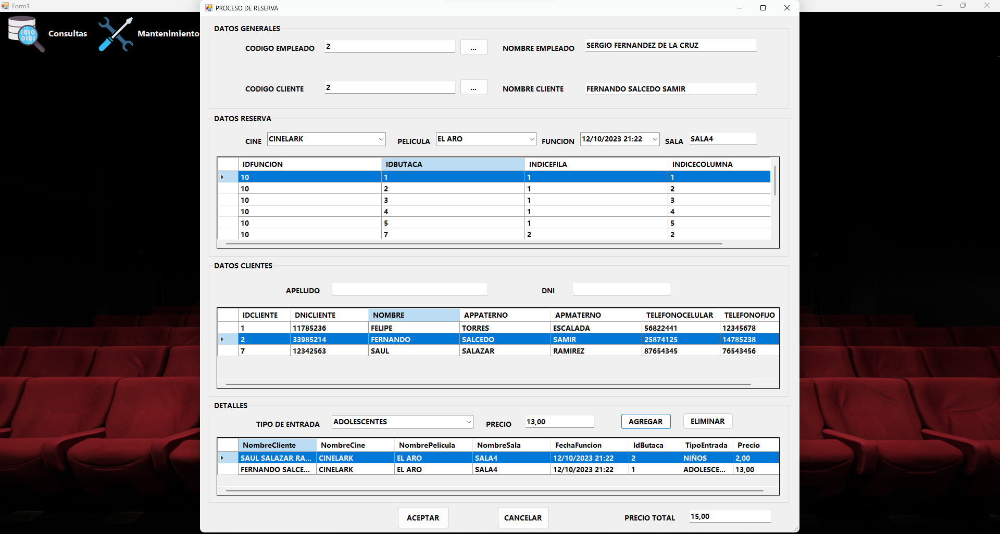 Form1
Consultas
Mantenimiento
PROCESO DE RESERVA
DATOS GENERALES
CODIGO EMPLEADO 2 ... NOMBRE EMPLEADO SERGIO FERNANDEZ DE LA CRUZ
CODIGO CLIENTE 2 ... NOMBRE CLIENTE FERNANDO SALCEDO SAMIR
DATOS RESERVA
CINE CINELARK PELICULA EL ARO FUNCION 12/10/2023 21:22 SALA SALA4
IDFUNCION IDBUTACA INDICEFILA INDICECOLUMNA
10 1 1 1
10 2 1 2
10 3 1 3
10 4 1 4
10 5 1 5
10 7 2 2
DATOS CLIENTES
APELLIDO DNI
IDCLIENTE DNICLIENTE NOMBRE APPATERNO APMATERNO TELEFONOCELULAR TELEFONOFIJO
1 11785236 FELIPE TORRES ESCALADA 56822441 12345678
2 33985214 FERNANDO SALCEDO SAMIR 25874125 14785238
7 12342563 SAUL SALAZAR RAMIREZ 87654345 76543456
DETALLES
TIPO DE ENTRADA ADOLESCENTES PRECIO 13,00 AGREGAR ELIMINAR
NombreCliente NombreCine NombrePelicula NombreSala FechaFuncion IdButaca TipoEntrada Precio
SAUL SALAZAR RA... CINELARK EL ARO SALA4 12/10/2023 21:22 2 NIÑOS 2,00
FERNANDO SALCE... CINELARK EL ARO SALA4 12/10/2023 21:22 1 ADOLESCE... 13,00
ACEPTAR CANCELAR PRECIO TOTAL 15,00